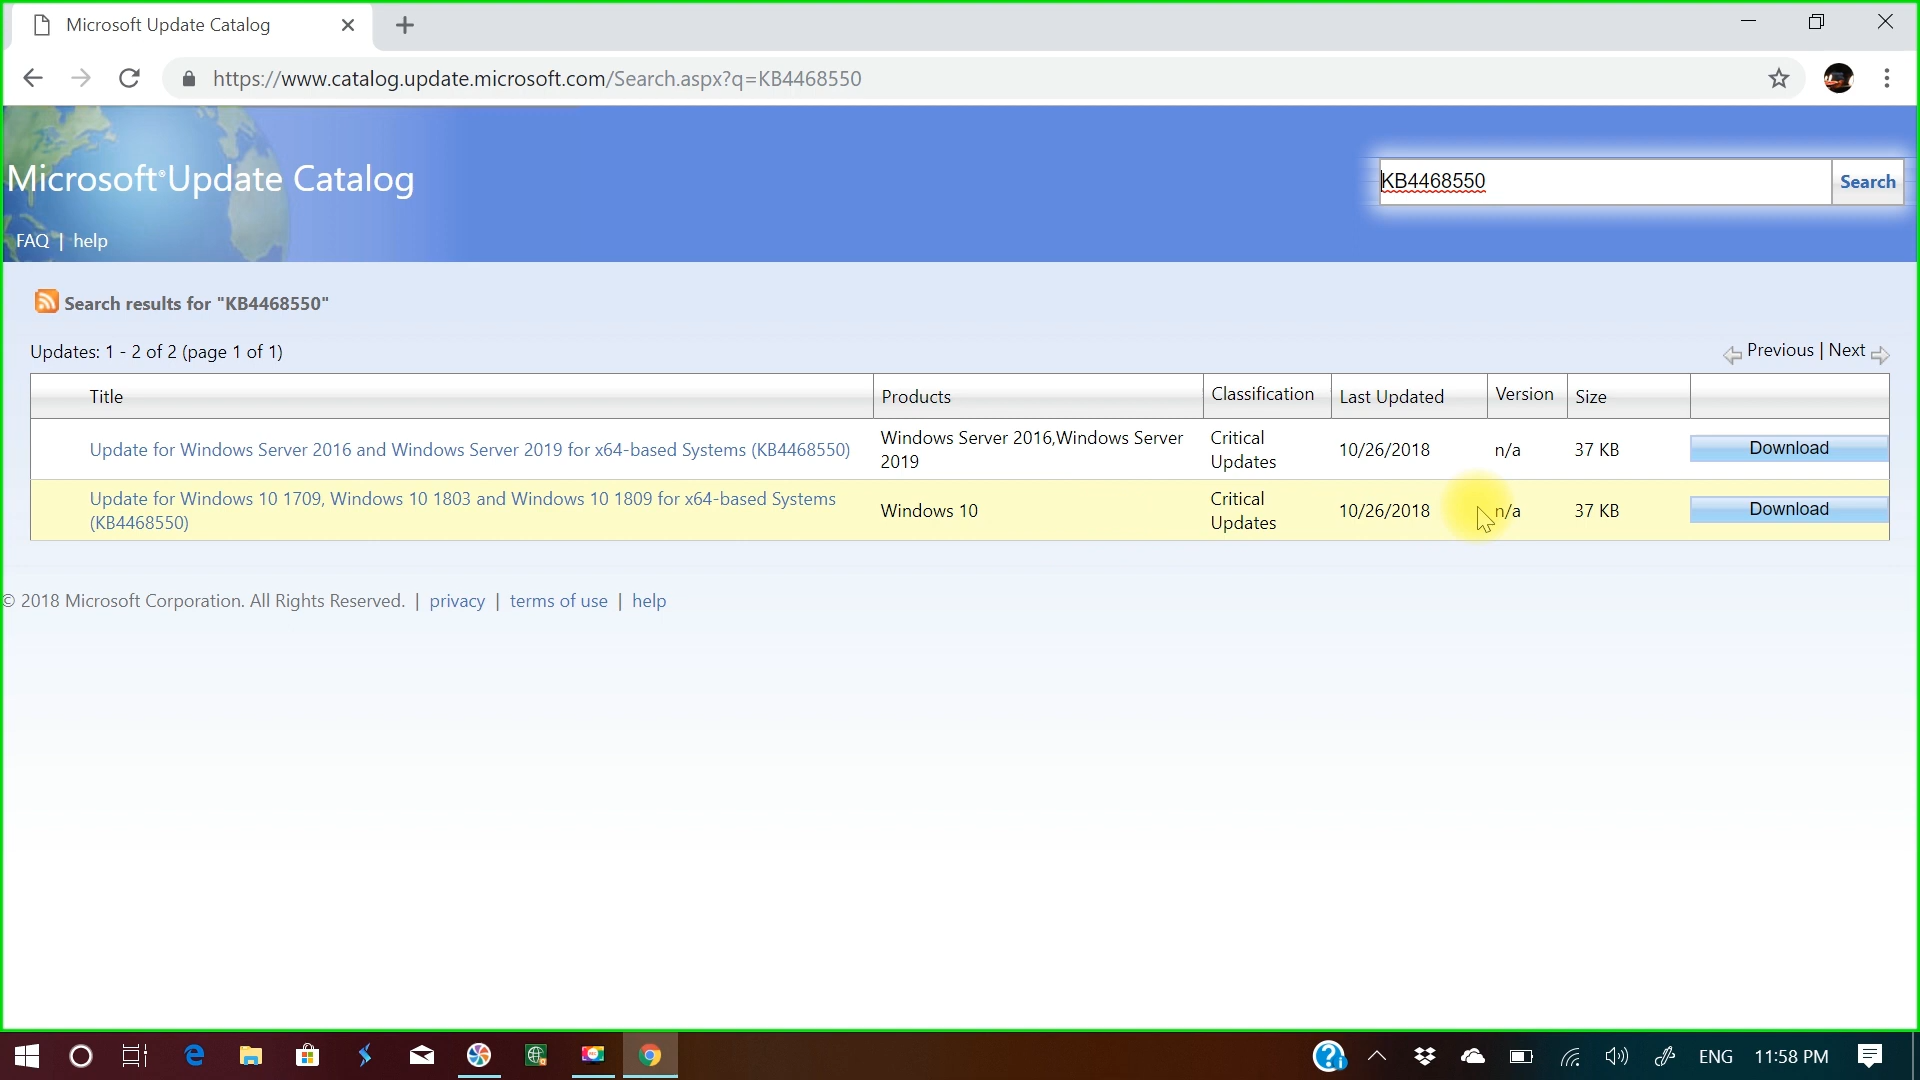 Microsoft Update Catalog
https://www.catalog.update.microsoft.com/Search.aspx?q=KB4468550
Microsoft®Update Catalog
KB4468550
Search
FAQ | help
Search results for "KB4468550"
Updates: 1 - 2 of 2 (page 1 of 1)
Previous | Next
Title Products Classification Last Updated Version Size
Update for Windows Server 2016 and Windows Server 2019 for x64-based Systems (KB4468550)
Windows Server 2016,Windows Server
2019
Critical
Updates
10/26/2018
n/a
37 KB
Download
Update for Windows 10 1709, Windows 10 1803 and Windows 10 1809 for x64-based Systems
(KB4468550)
Windows 10
Critical
Updates
10/26/2018
n/a
37 KB
Download
© 2018 Microsoft Corporation. All Rights Reserved. | privacy | terms of use | help
ENG 11:58 PM